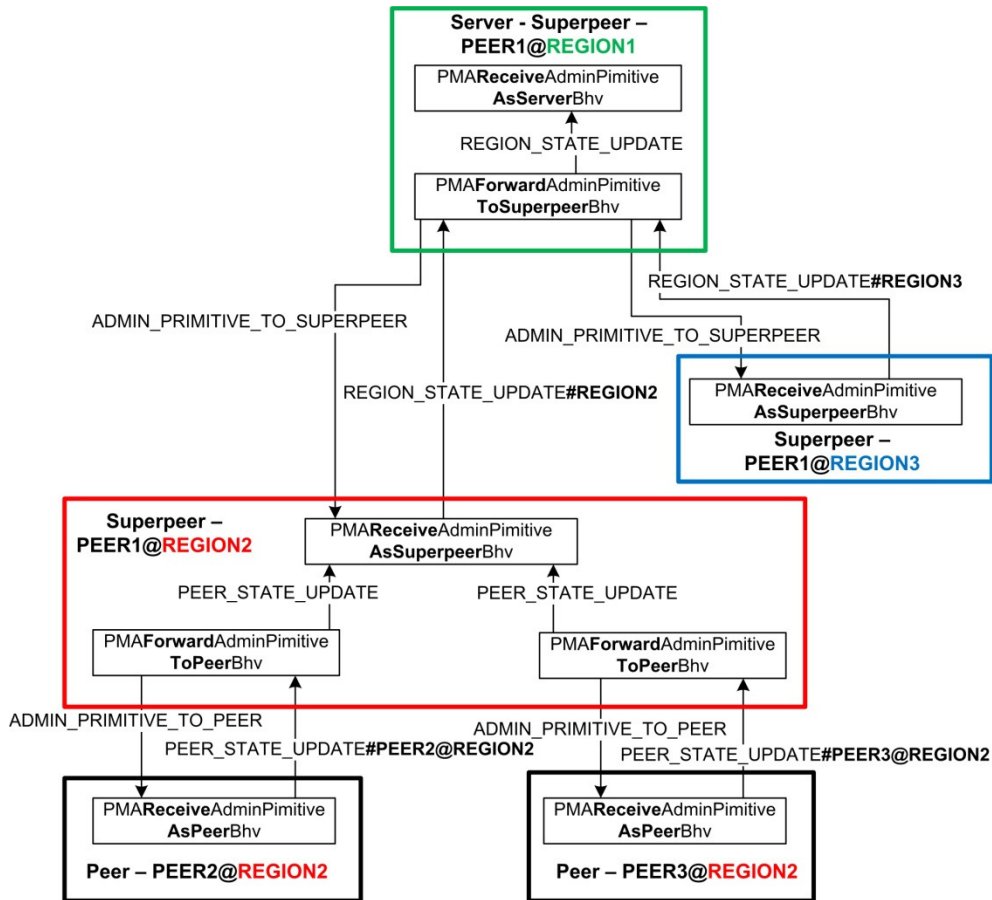 Server - Superpeer –
PEER1@REGION1
PMAReceiveAdminPimitive
AsServerBhv
REGION_STATE_UPDATE
PMAForwardAdminPimitive
ToSuperpeerBhv
REGION_STATE_UPDATE#REGION3
ADMIN_PRIMITIVE_TO_SUPERPEER
ADMIN_PRIMITIVE_TO_SUPERPEER
REGION_STATE_UPDATE#REGION2
PMAReceiveAdminPimitive
AsSuperpeerBhv
Superpeer –
PEER1@REGION3
Superpeer –
PEER1@REGION2
PMAReceiveAdminPimitive
AsSuperpeerBhv
PEER_STATE_UPDATE
PEER_STATE_UPDATE
PMAForwardAdminPimitive
ToPeerBhv
PMAForwardAdminPimitive
ToPeerBhv
ADMIN_PRIMITIVE_TO_PEER
PEER_STATE_UPDATE#PEER2@REGION2
ADMIN_PRIMITIVE_TO_PEER
PEER_STATE_UPDATE#PEER3@REGION2
PMAReceiveAdminPimitive
AsPeerBhv
Peer – PEER2@REGION2
PMAReceiveAdminPimitive
AsPeerBhv
Peer – PEER3@REGION2